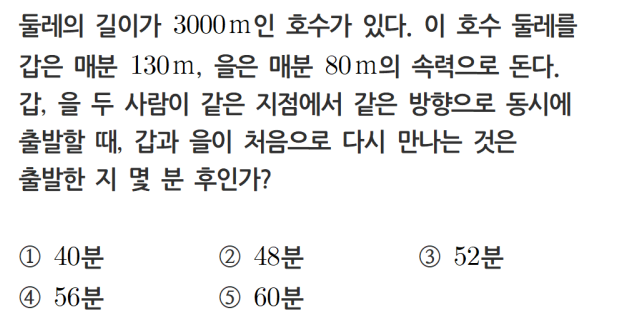 둘레의 길이가 3000 m인 호수가 있다. 이 호수 둘레를
갑은 매분 130 m, 을은 매분 80 m의 속력으로 돈다.
갑, 을 두 사람이 같은 지점에서 같은 방향으로 동시에
출발할 때, 갑과 을이 처음으로 다시 만나는 것은
출발한 지 몇 분 후인가?
① 40분 ② 48분 ③ 52분
④ 56분 ⑤ 60분